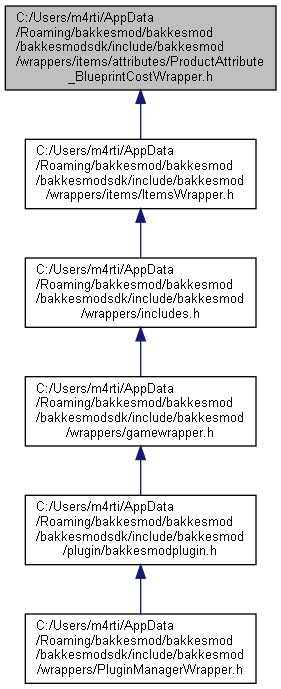 C:/Users/m4rti/AppData
/Roaming/bakkesmod/bakkesmod
/bakkesmodsdk/include/bakkesmod
/wrappers/items/attributes/ProductAttribute
_BlueprintCostWrapper.h
C:/Users/m4rti/AppData
/Roaming/bakkesmod/bakkesmod
/bakkesmodsdk/include/bakkesmod
/wrappers/items/ItemsWrapper.h
C:/Users/m4rti/AppData
/Roaming/bakkesmod/bakkesmod
/bakkesmodsdk/include/bakkesmod
/wrappers/includes.h
C:/Users/m4rti/AppData
/Roaming/bakkesmod/bakkesmod
/bakkesmodsdk/include/bakkesmod
/wrappers/gamewrapper.h
C:/Users/m4rti/AppData
/Roaming/bakkesmod/bakkesmod
/bakkesmodsdk/include/bakkesmod
/plugin/bakkesmodplugin.h
C:/Users/m4rti/AppData
/Roaming/bakkesmod/bakkesmod
/bakkesmodsdk/include/bakkesmod
/wrappers/PluginManagerWrapper.h